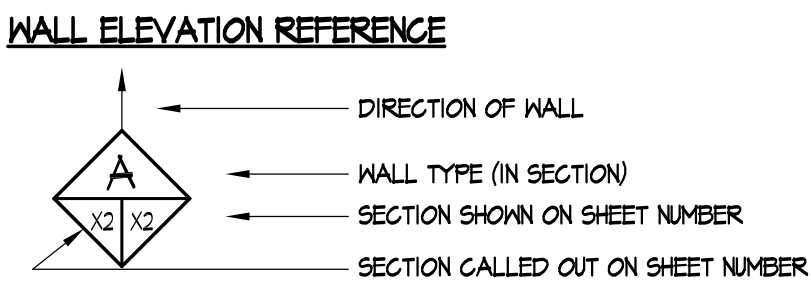 WALL ELEVATION REFERENCE
DIRECTION OF WALL
A
WALL TYPE (IN SECTION)
X2 X2
SECTION SHOWN ON SHEET NUMBER
SECTION CALLED OUT ON SHEET NUMBER